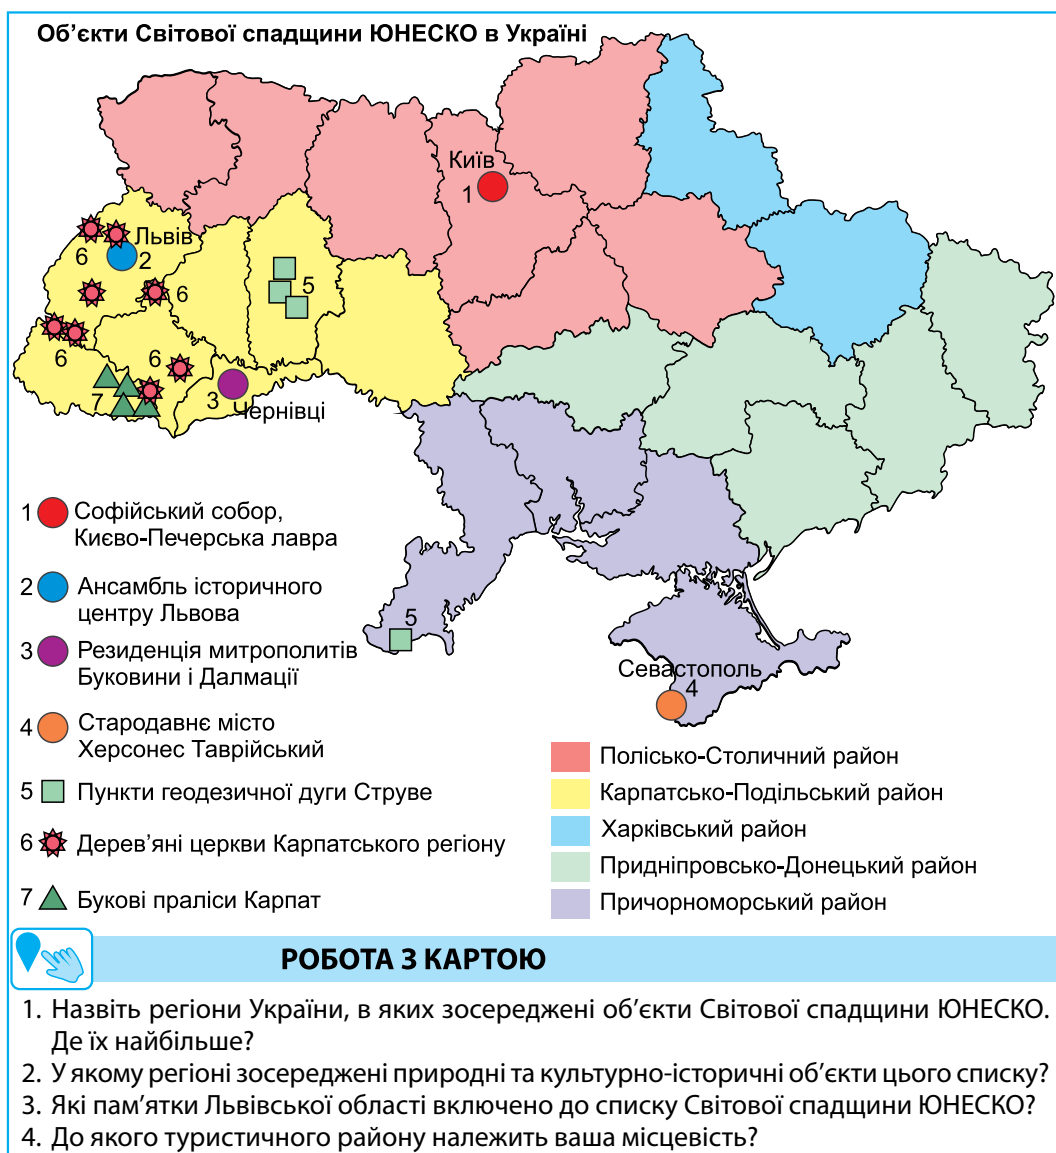 Об’єкти Світової спадщини ЮНЕСКО в Україні
Київ
1
Львів
6
2
6
5
6
6
7
3
Чернівці
5
Севастополь
4
1 Софійський собор,
Києво-Печерська лавра
2 Ансамбль історичного
центру Львова
3 Резиденція митрополитів
Буковини і Далмації
4 Стародавнє місто
Херсонес Таврійський
5 Пункти геодезичної дуги Струве
6 Дерев’яні церкви Карпатського регіону
7 Букові праліси Карпат
Полісько-Столичний район
Карпатсько-Подільський район
Харківський район
Придніпровсько-Донецький район
Причорноморський район
РОБОТА З КАРТОЮ
1. Назвіть регіони України, в яких зосереджені об’єкти Світової спадщини ЮНЕСКО.
Де їх найбільше?
2. У якому регіоні зосереджені природні та культурно-історичні об’єкти цього списку?
3. Які пам’ятки Львівської області включено до списку Світової спадщини ЮНЕСКО?
4. До якого туристичного району належить ваша місцевість?